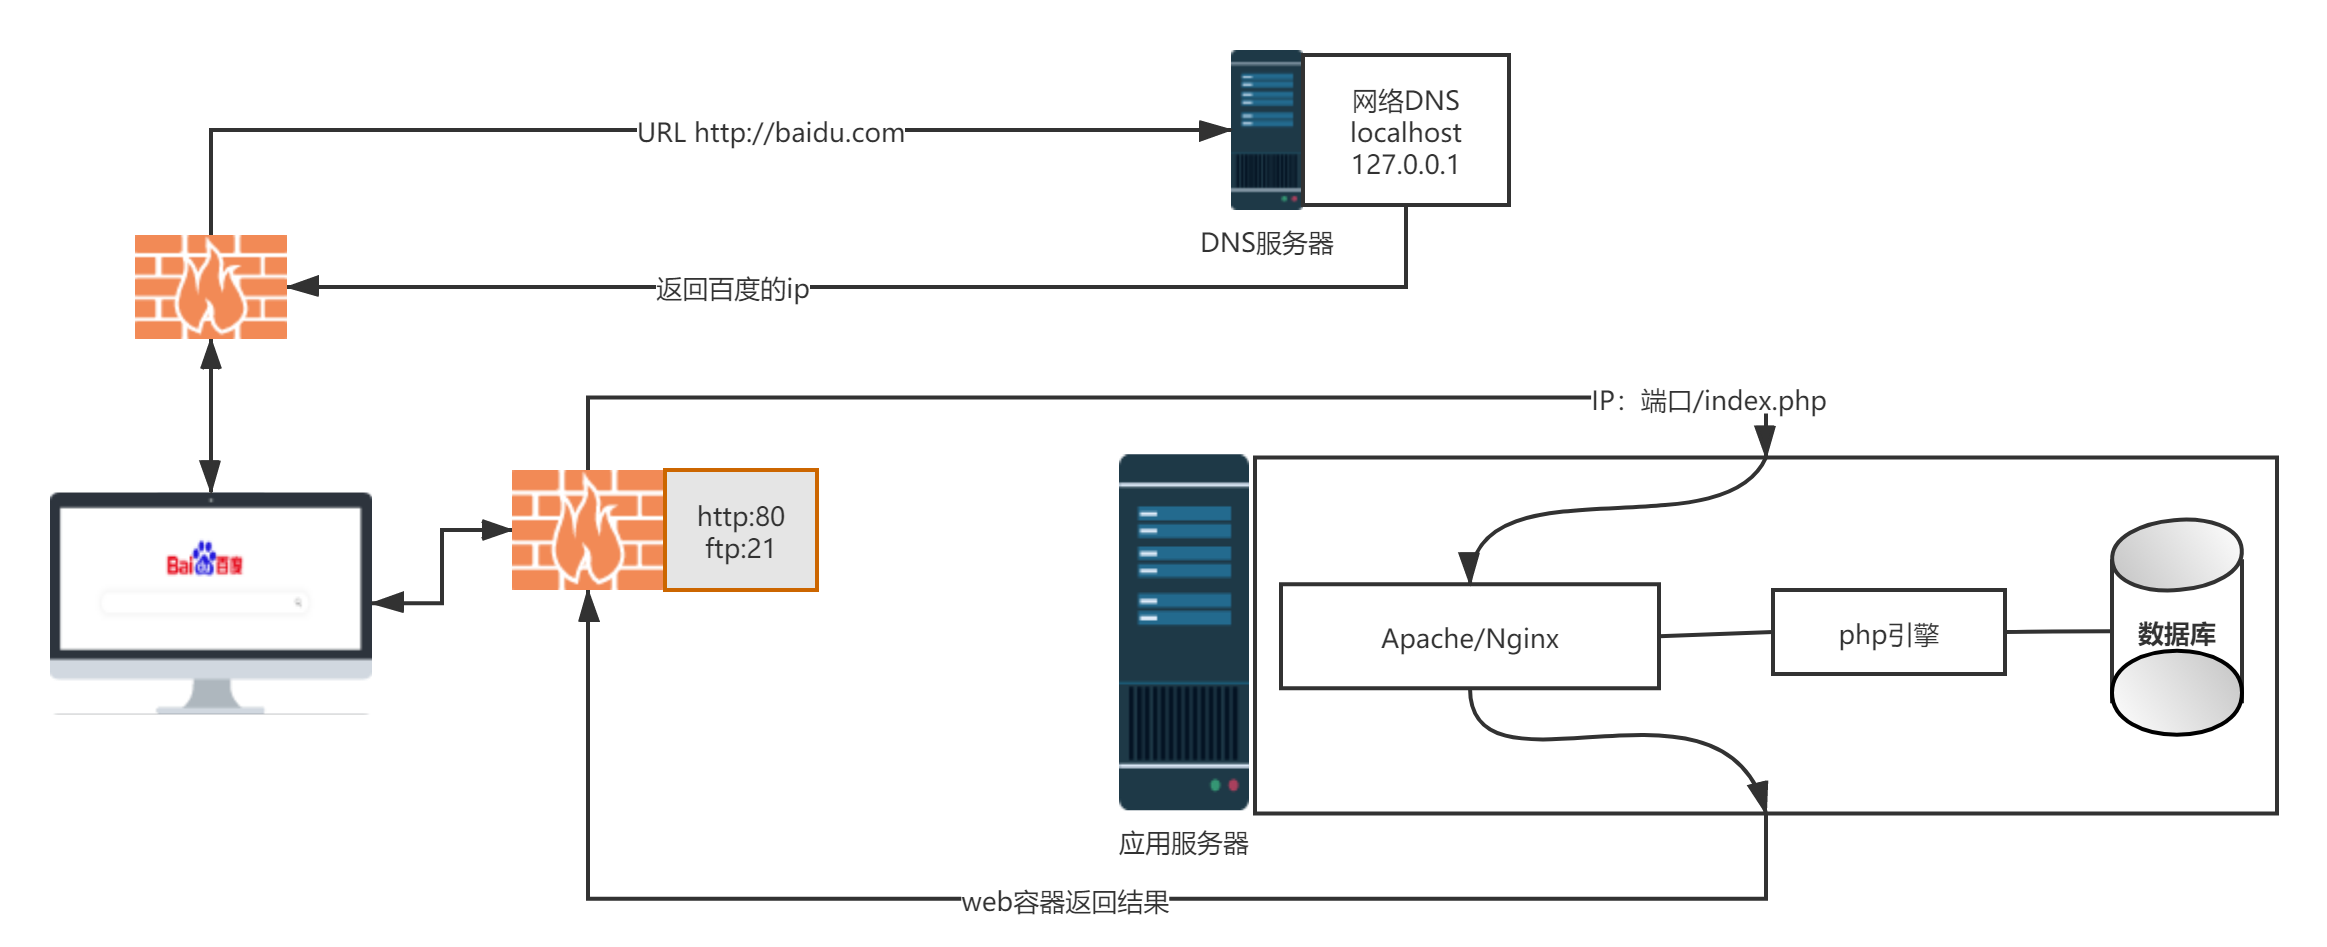 URL http://baidu.com
网络DNS
localhost
127.0.0.1
DNS服务器
返回百度的ip
IP：端口/index.php
http:80
ftp:21
Bai du 百度
Apache/Nginx
php引擎
数据库
应用服务器
web容器返回结果